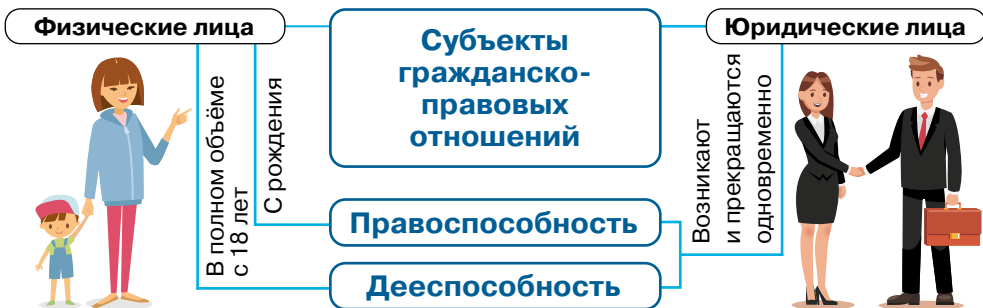 Физические лица
Субъекты
гражданско-
правовых
отношений
Юридические лица
В полном объёме
с 18 лет
С рождения
Возникают
и прекращаются
одновременно
Правоспособность
Дееспособность